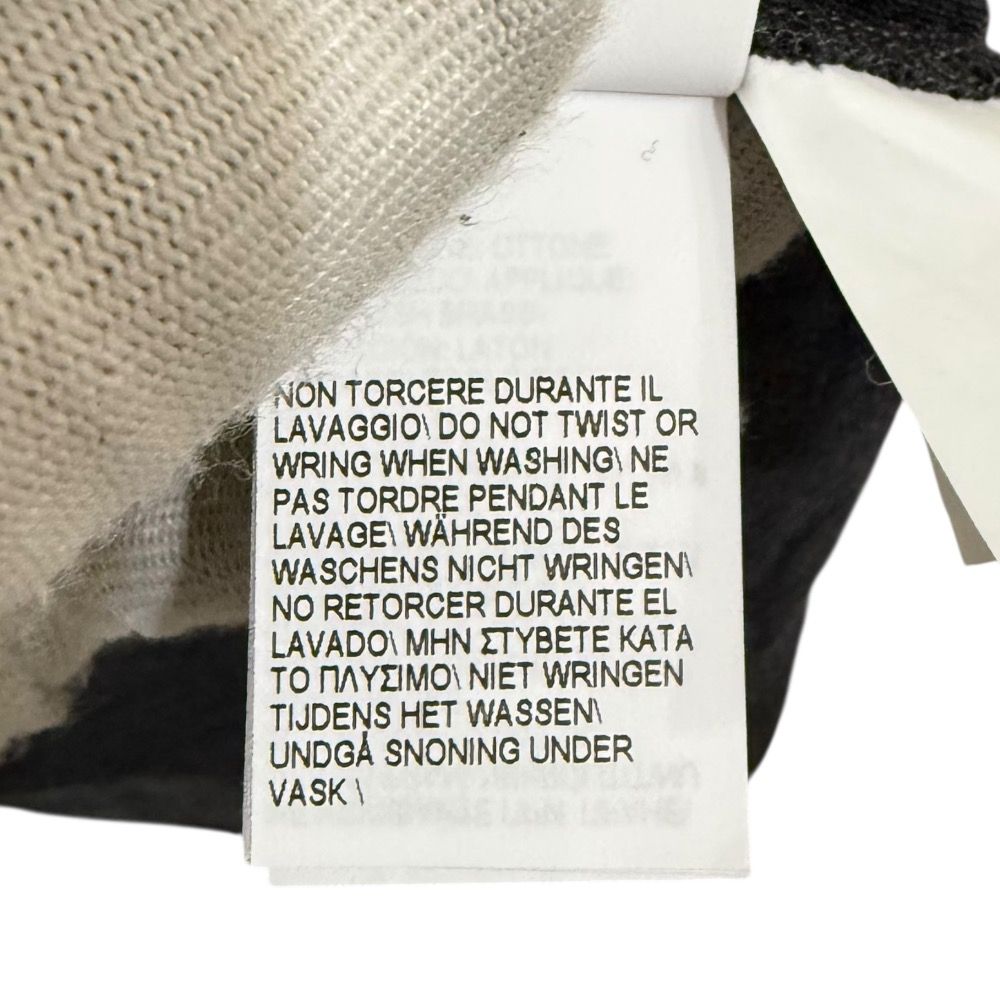 NON TORCERE DURANTE IL
LAVAGGIO\ DO NOT TWIST OR
WRING WHEN WASHING\ NE
PAS TORDRE PENDANT LE
LAVAGE\ WÄHREND DES
WASCHENS NICHT WRINGEN\
NO RETORCER DURANTE EL
LAVADO\ ΜΗΝ ΣΤΥΒΕΤΕ ΚΑΤΑ
ΤΟ ΠΛΥΣΙΜΟ\ NIET WRINGEN
TIJDENS HET WASSEN\
UNDGÅ SNONING UNDER
VASK \